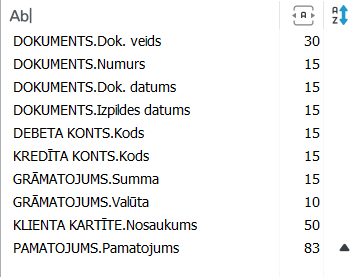 Ab A A Z
DOKUMENTS.Dok. veids 30
DOKUMENTS.Numurs 15
DOKUMENTS.Dok. datums 15
DOKUMENTS.Izpildes datums 15
DEBETA KONTS.Kods 15
KREDĪTA KONTS.Kods 15
GRĀMATOJUMS.Summa 15
GRĀMATOJUMS.Valūta 10
KLIENTA KARTĪTE.Nosaukums 50
PAMATOJUMS.Pamatojums 83